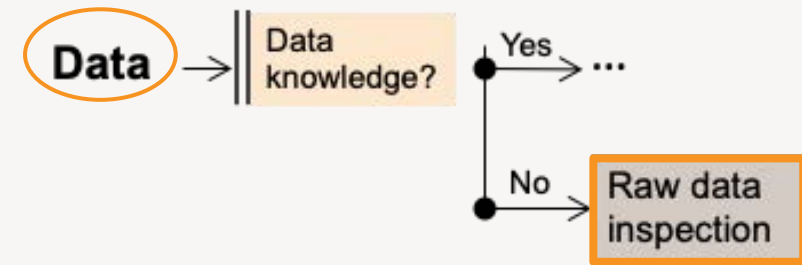 Data
Data
knowledge?
Yes
...
No
Raw data
inspection